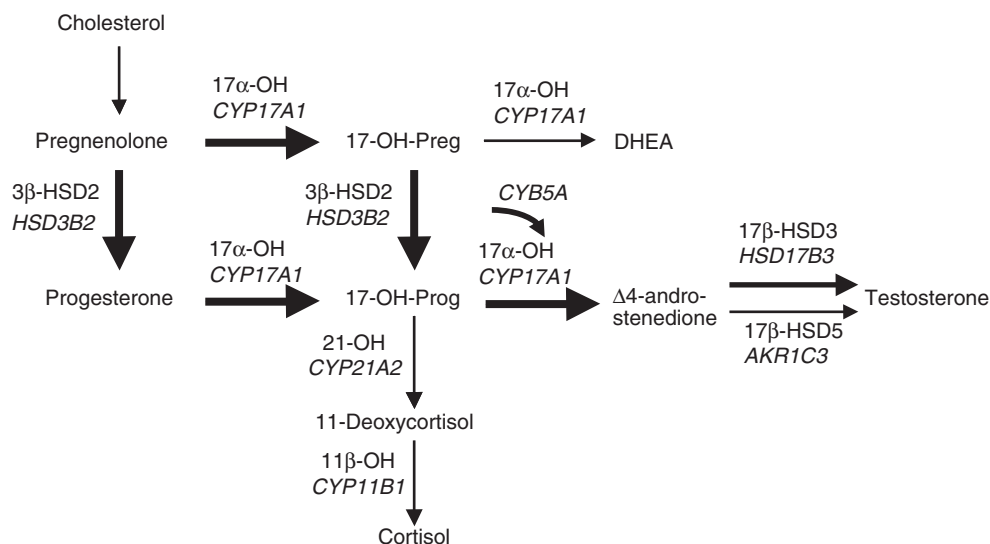 Cholesterol
17α-OH
CYP17A1
17α-OH
CYP17A1
Pregnenolone
17-OH-Preg
DHEA
3β-HSD2
HSD3B2
3β-HSD2
HSD3B2
CYB5A
17α-OH
CYP17A1
17α-OH
CYP17A1
17β-HSD3
HSD17B3
Progesterone
17-OH-Prog
Δ4-andro-
stenedione
Testosterone
17β-HSD5
AKR1C3
21-OH
CYP21A2
11-Deoxycortisol
11β-OH
CYP11B1
Cortisol